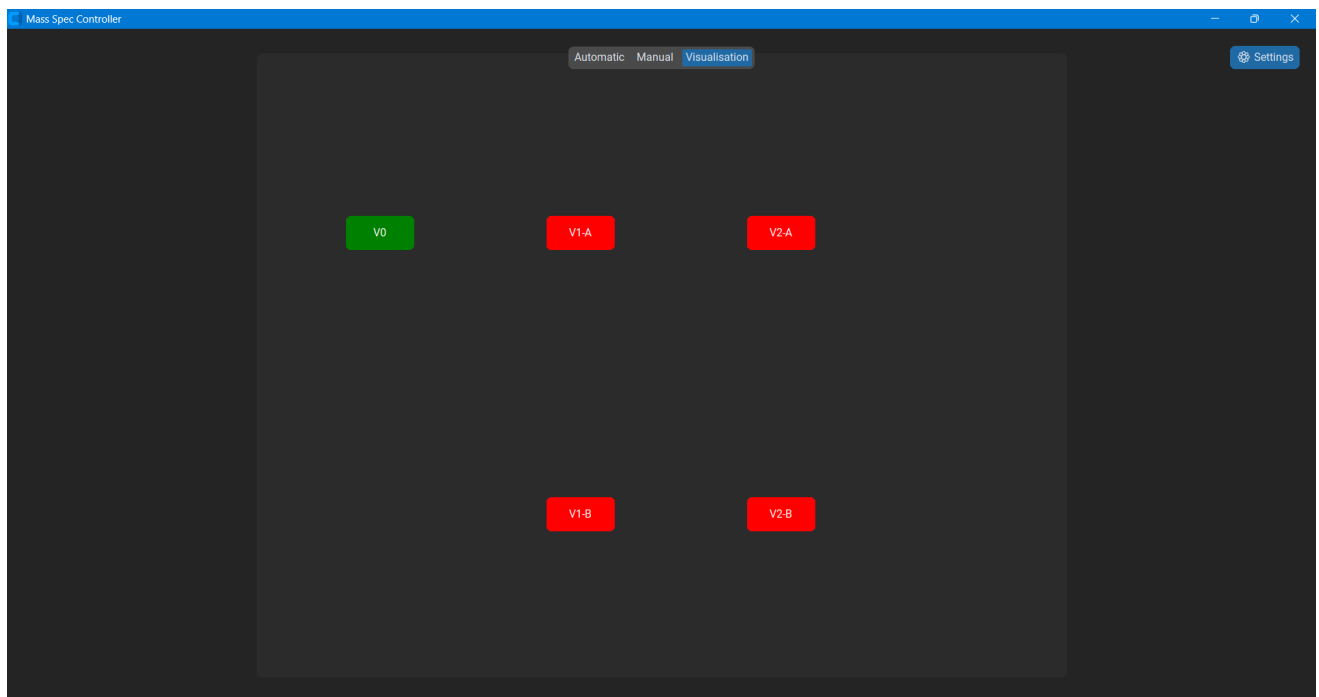 Mass Spec Controller
Automatic Manual Visualisation
Settings
V0 V1-A V2-A
V1-B V2-B